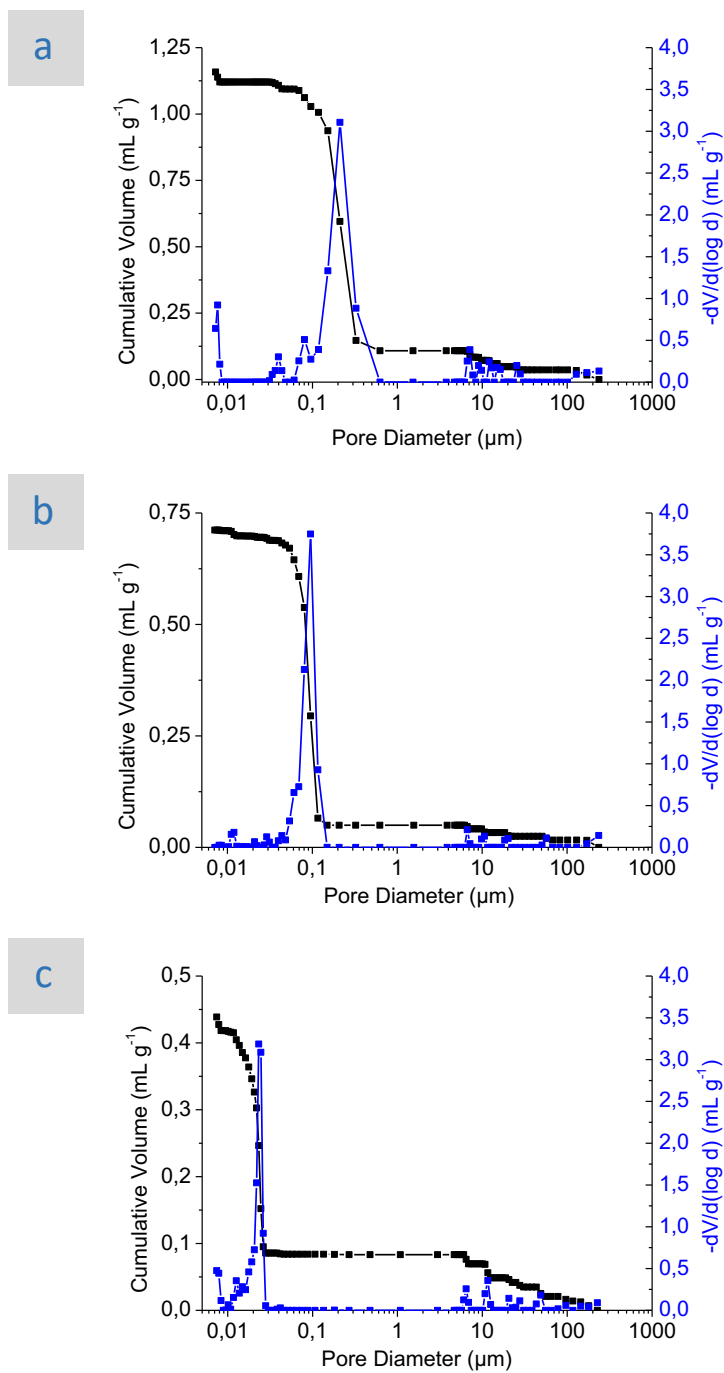 a
1,25
1,00
0,75
0,50
0,25
0,00
Cumulative Volume (mL g⁻¹)
4,0
3,5
3,0
2,5
2,0
1,5
1,0
0,5
0,0
-dV/d(log d) (mL g⁻¹)
0,01 0,1 1 10 100 1000
Pore Diameter (µm)
b
0,75
0,50
0,25
0,00
Cumulative Volume (mL g⁻¹)
4,0
3,5
3,0
2,5
2,0
1,5
1,0
0,5
0,0
-dV/d(log d) (mL g⁻¹)
0,01 0,1 1 10 100 1000
Pore Diameter (µm)
c
0,5
0,4
0,3
0,2
0,1
0,0
Cumulative Volume (mL g⁻¹)
4,0
3,5
3,0
2,5
2,0
1,5
1,0
0,5
0,0
-dV/d(log d) (mL g⁻¹)
0,01 0,1 1 10 100 1000
Pore Diameter (µm)